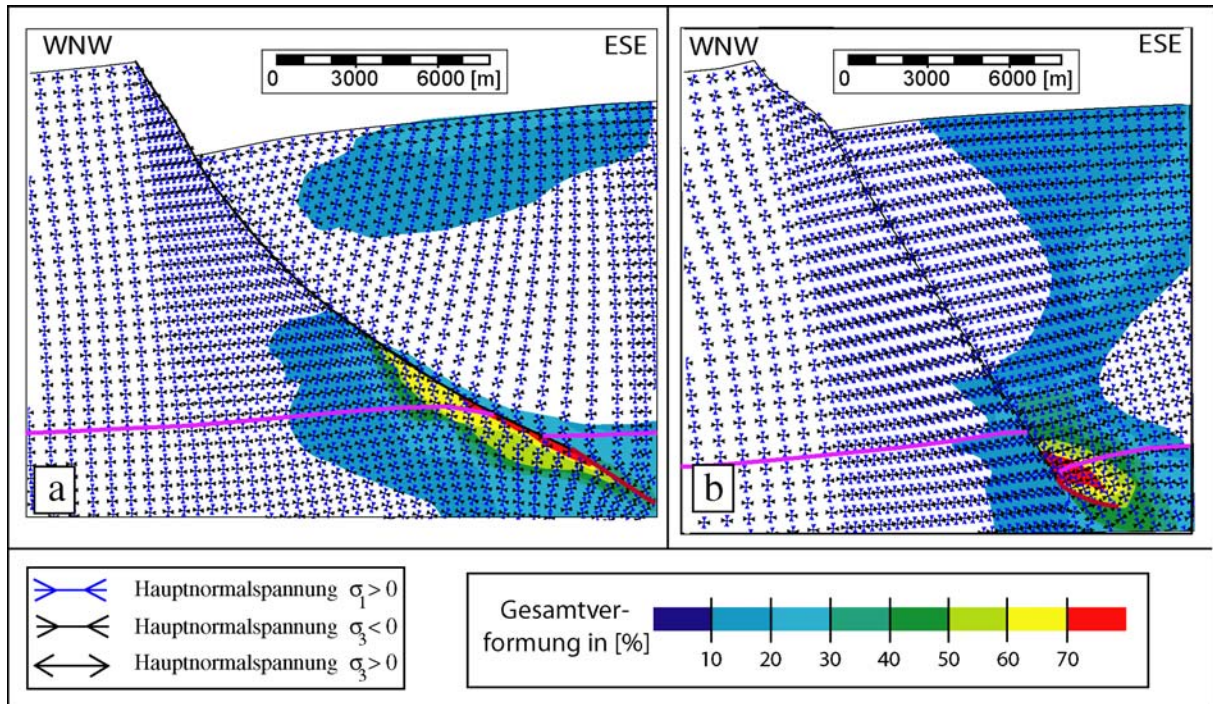 WNW
ESE
0 3000 6000 [m]
a
WNW
ESE
0 3000 6000 [m]
b
Hauptnormalspannung σ1 > 0
Hauptnormalspannung σ3 < 0
Hauptnormalspannung σ3 > 0
Gesamtver-
formung in [%]
10 20 30 40 50 60 70